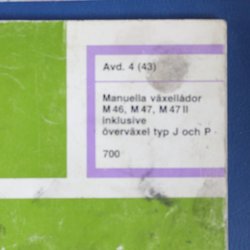 Avd. 4 (43)
Manuella växellådor
M 46, M 47, M 47 II
inklusive
överväxel typ J och P
700